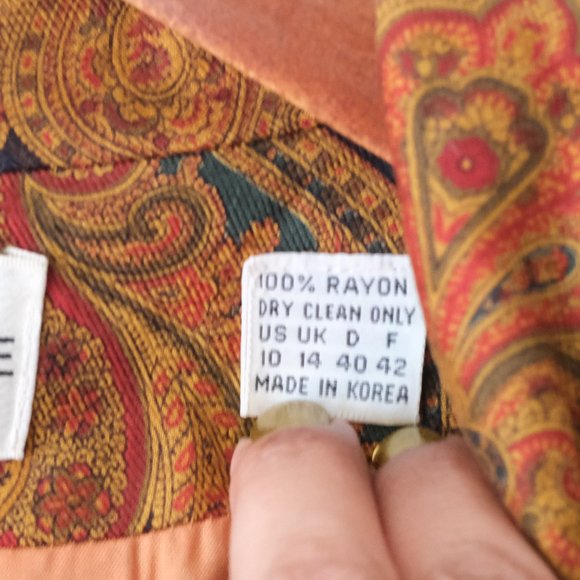 100% RAYON
DRY CLEAN ONLY
US UK D F
10 14 40 42
MADE IN KOREA
E